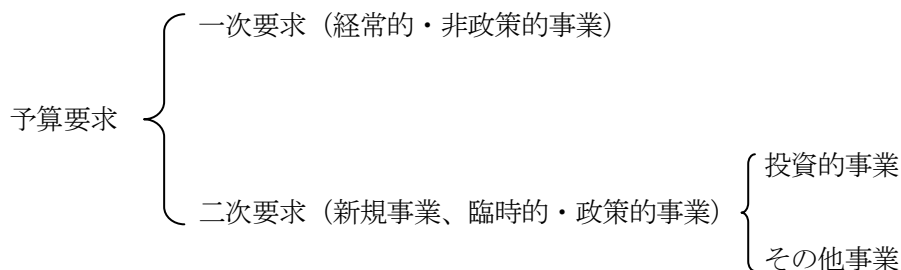 一次要求（経常的・非政策的事業）
予算要求
投資的事業
二次要求（新規事業、臨時的・政策的事業）
その他事業